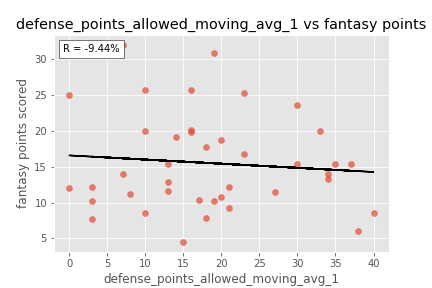 defense_points_allowed_moving_avg_1 vs fantasy points
R = -9.44%
fantasy points scored
30
25
20
15
10
5
0 5 10 15 20 25 30 35 40
defense_points_allowed_moving_avg_1